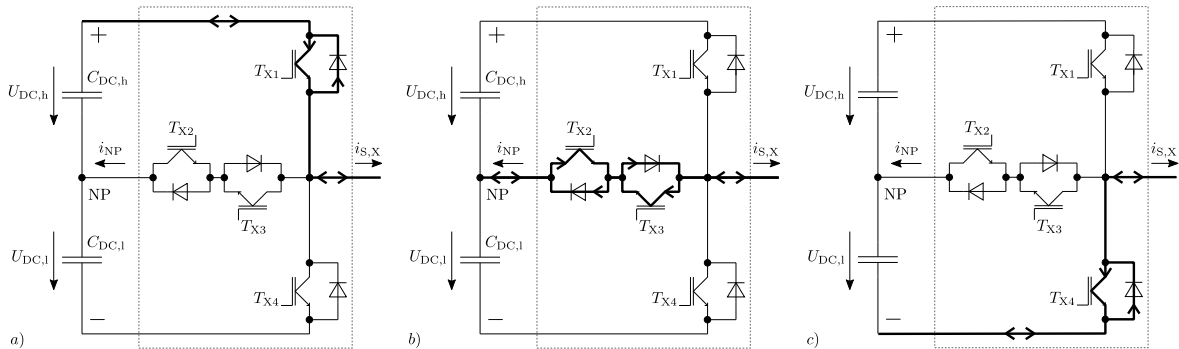 +
T_X1
C_DC,h
U_DC,h
T_X2
i_NP
i_S,X
NP
T_X3
C_DC,l
U_DC,l
T_X4
−
a)
+
T_X1
C_DC,h
U_DC,h
T_X2
i_NP
i_S,X
NP
T_X3
C_DC,l
U_DC,l
T_X4
−
b)
+
T_X1
C_DC,h
U_DC,h
T_X2
i_NP
i_S,X
NP
T_X3
U_DC,l
C_DC,l
T_X4
−
c)